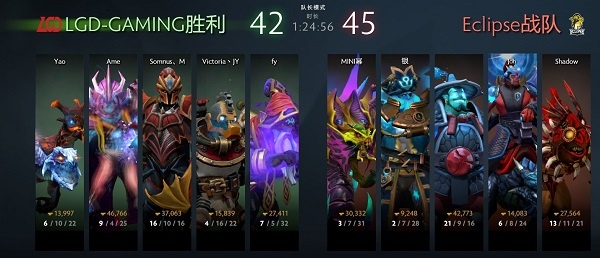 LGD LGD-GAMING胜利
42
队长模式
时长
1:24:56
45
Eclipse战队
Yao
Ame
Somnus、M
Victoria丶JY
fy
MINI幂
银
Jon
Shadow
13,997
6 / 10 / 22
46,766
9 / 4 / 25
37,063
16 / 10 / 16
15,839
4 / 16 / 22
27,411
7 / 5 / 32
30,332
3 / 7 / 31
9,248
2 / 7 / 28
42,773
21 / 9 / 16
14,083
6 / 8 / 24
27,564
13 / 11 / 21